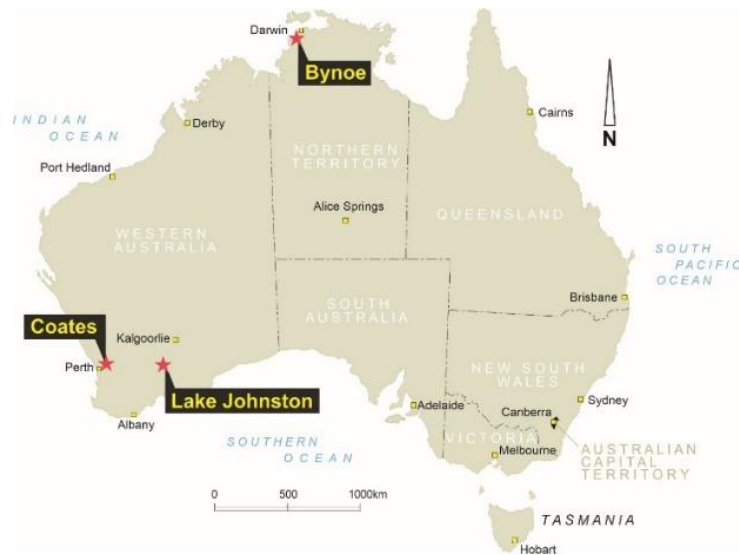 Darwin
Bynoe
INDIAN
OCEAN
Derby
Cairns
N
NORTHERN
TERRITORY
Port Hedland
Alice Springs
QUEENSLAND
WESTERN
AUSTRALIA
SOUTH
PACIFIC
OCEAN
Brisbane
SOUTH
AUSTRALIA
Coates
Kalgoorlie
Perth
Lake Johnston
NEW SOUTH
WALES
Sydney
Adelaide
Canberra
Albany
SOUTHERN
OCEAN
VICTORIA
Melbourne
AUSTRALIAN
CAPITAL
TERRITORY
0 500 1000km
TASMANIA
Hobart